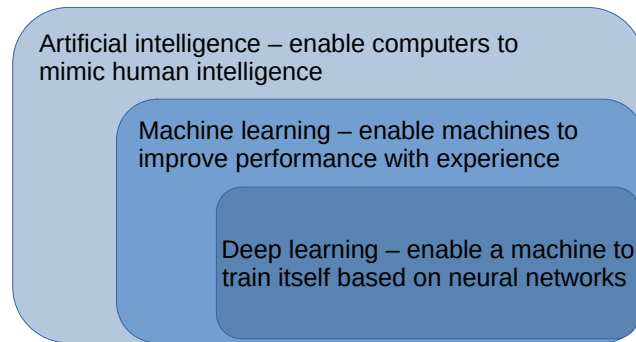 Artificial intelligence – enable computers to
mimic human intelligence
Machine learning – enable machines to
improve performance with experience
Deep learning – enable a machine to
train itself based on neural networks